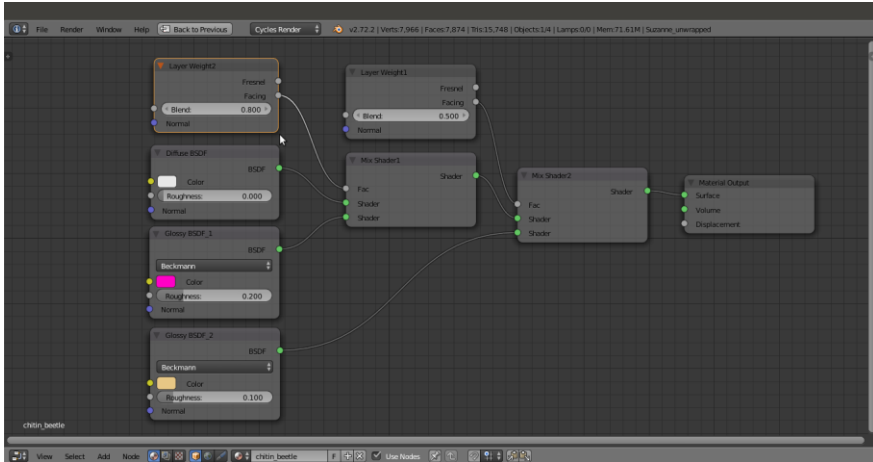 File Render Window Help Back to Previous Cycles Render v2.72.2 | Verts:7,966 | Faces:7,874 | Tris:15,748 | Objects:1/4 | Lamps:0/0 | Mem:71.61M | Suzanne_unwrapped
Layer Weight2
Fresnel
Facing
Blend: 0.800
Normal
Layer Weight1
Fresnel
Facing
Blend: 0.500
Normal
Diffuse BSDF
BSDF
Color
Roughness: 0.000
Normal
Mix Shader1
Shader
Fac
Shader
Shader
Mix Shader2
Shader
Fac
Shader
Shader
Material Output
Surface
Volume
Displacement
Glossy BSDF_1
BSDF
Beckmann
Color
Roughness: 0.200
Normal
Glossy BSDF_2
BSDF
Beckmann
Color
Roughness: 0.100
Normal
chitin_beetle
View Select Add Node chitin_beetle F Use Nodes